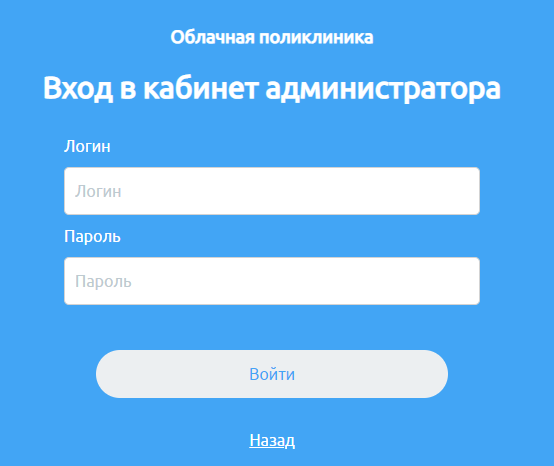 Облачная поликлиника
Вход в кабинет администратора
Логин
Логин
Пароль
Пароль
Войти
Назад